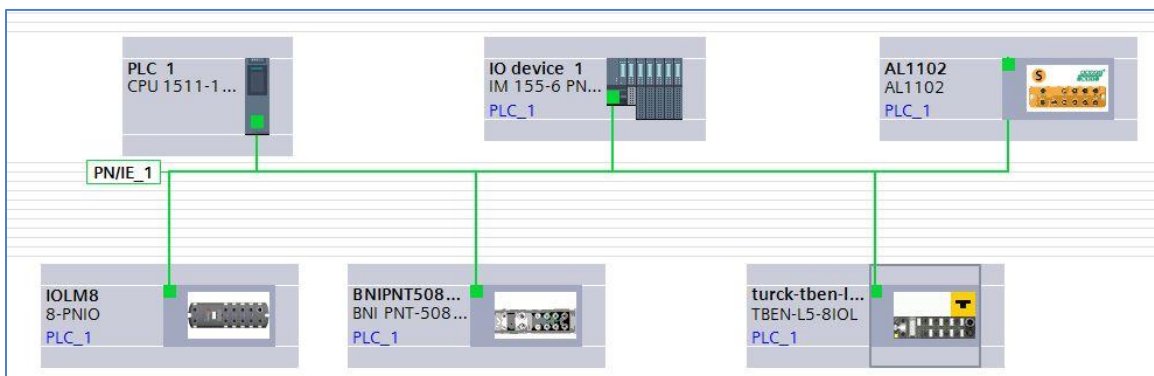 PLC_1
CPU 1511-1...
IO device_1
IM 155-6 PN...
PLC_1
AL1102
AL1102
PLC_1
PN/IE_1
IOLM8
8-PNIO
PLC_1
BNIPNT508...
BNI PNT-508...
PLC_1
turck-tben-l...
TBEN-L5-8IOL
PLC_1